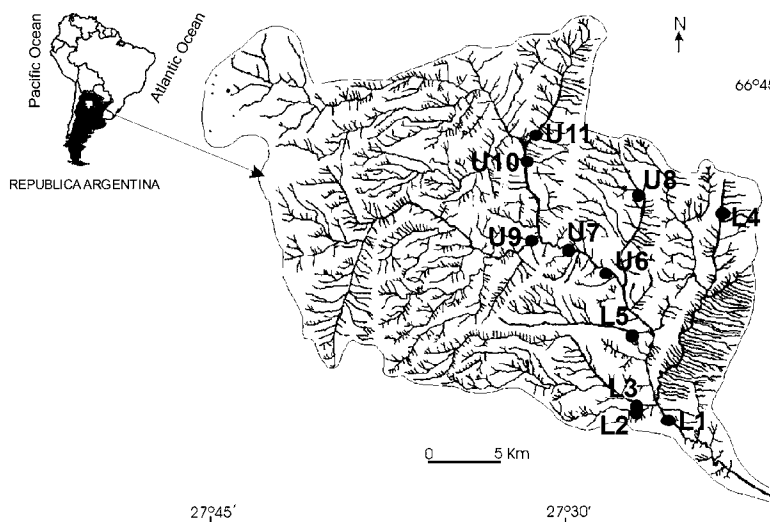 Pacific Ocean
Atlantic Ocean
N
66°45
REPUBLICA ARGENTINA
U11
U10
U8
L4
U9
U7
U6
L5
L3
L2
L1
0 5 Km
27°45'
27°30'